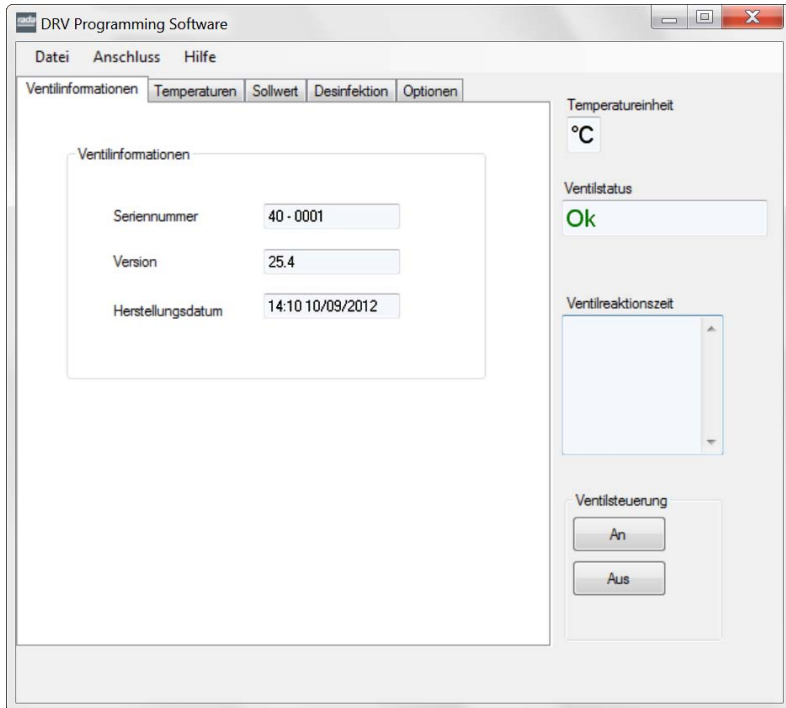 rada DRV Programming Software
Datei Anschluss Hilfe
Ventilinformationen Temperaturen Sollwert Desinfektion Optionen
Ventilinformationen
Seriennummer 40 - 0001
Version 25.4
Herstellungsdatum 14:10 10/09/2012
Temperatureinheit
°C
Ventilstatus
Ok
Ventilreaktionszeit
Ventilsteuerung
An
Aus